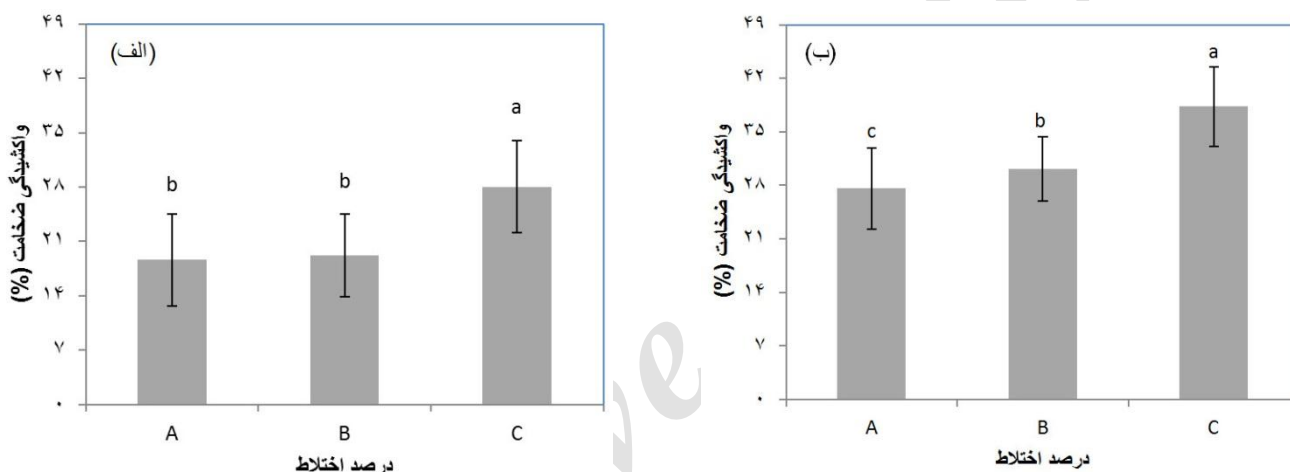 (الف)
واکشیدگی ضخامت (%)
۴۹
۴۲
۳۵
۲۸
۲۱
۱۴
۷
۰
b
b
a
A
B
C
درصد اختلاط
(ب)
واکشیدگی ضخامت (%)
۴۹
۴۲
۳۵
۲۸
۲۱
۱۴
۷
۰
c
b
a
A
B
C
درصد اختلاط